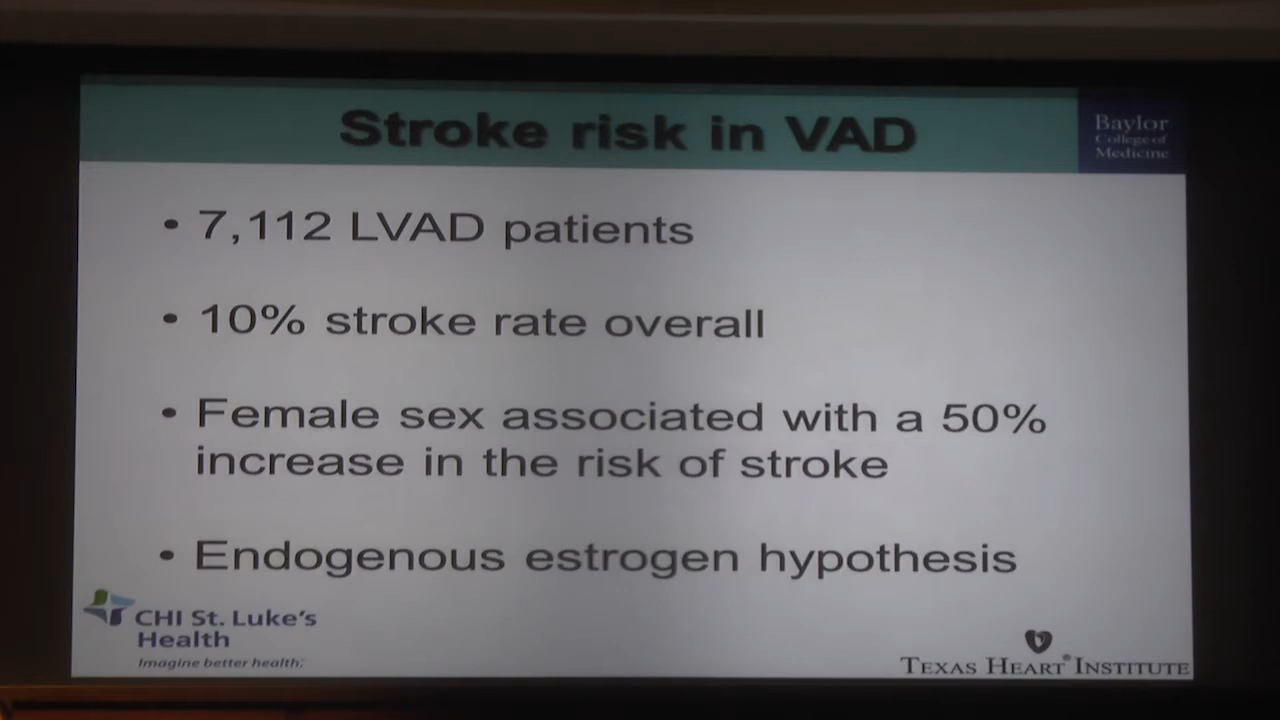 Stroke risk in VAD
Baylor
College of
Medicine
• 7,112 LVAD patients
• 10% stroke rate overall
• Female sex associated with a 50%
increase in the risk of stroke
• Endogenous estrogen hypothesis
CHI St. Luke's
Health
Imagine better health.
TEXAS HEART® INSTITUTE